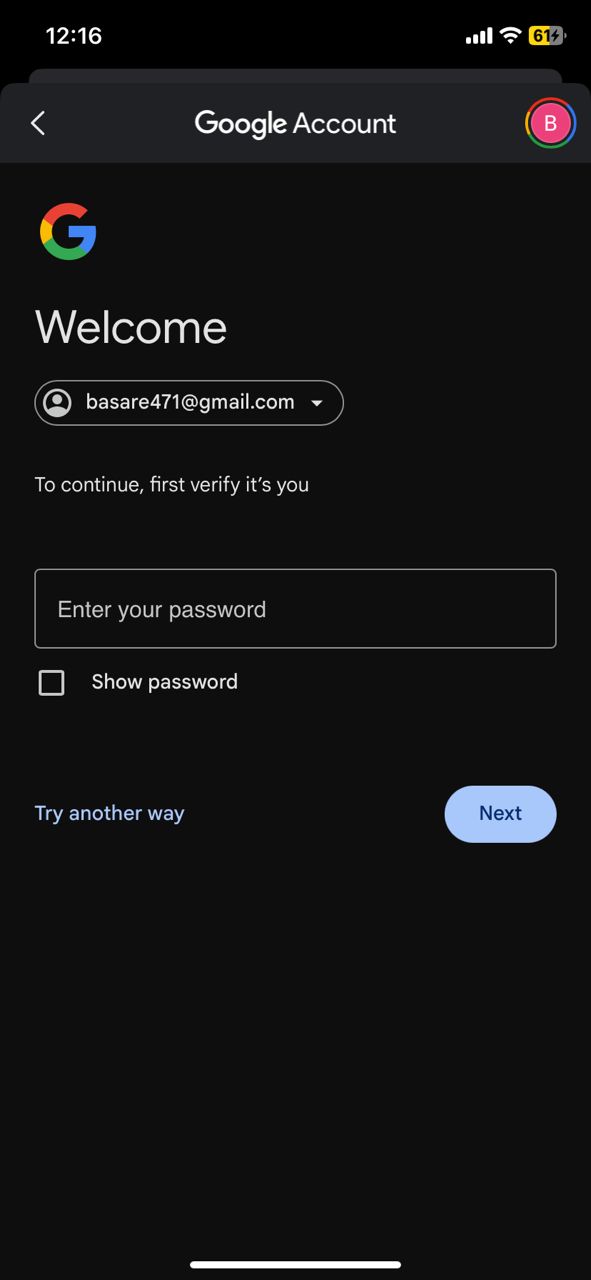 12:16
61
Google Account
B
G
Welcome
basare471@gmail.com
To continue, first verify it’s you
Enter your password
Show password
Try another way
Next